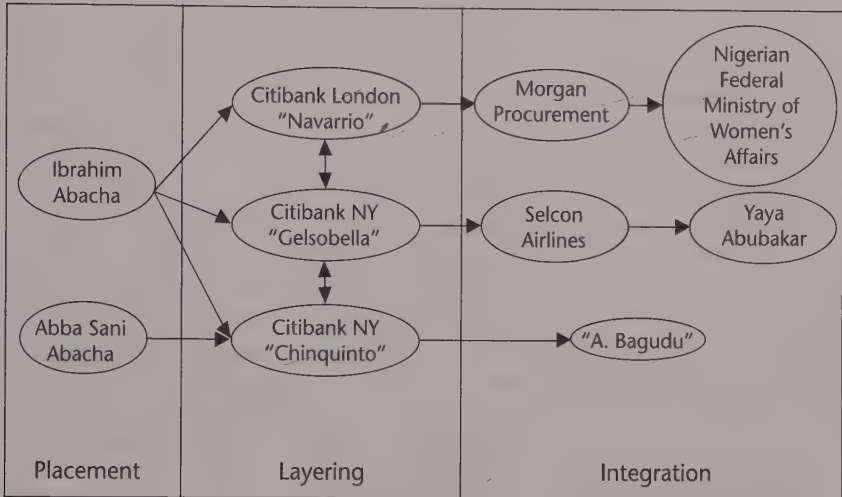 Citibank London
"Navarrio"
Morgan
Procurement
Nigerian
Federal
Ministry of
Women's
Affairs
Ibrahim
Abacha
Citibank NY
"Gelsobella"
Selcon
Airlines
Yaya
Abubakar
Abba Sani
Abacha
Citibank NY
"Chinquinto"
"A. Bagudu"
Placement
Layering
Integration